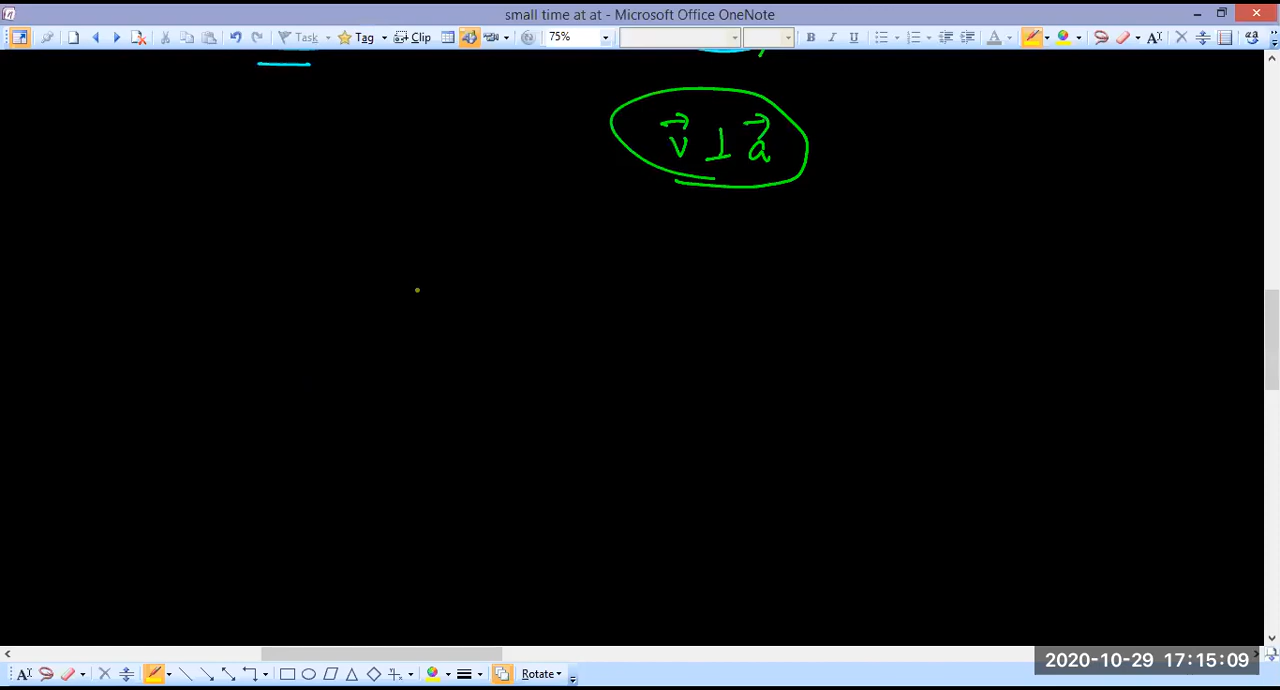 small time at at - Microsoft Office OneNote
Task Tag Clip 75% B I U A
v⃗ ⊥ a⃗
Rotate
2020-10-29 17:15:09